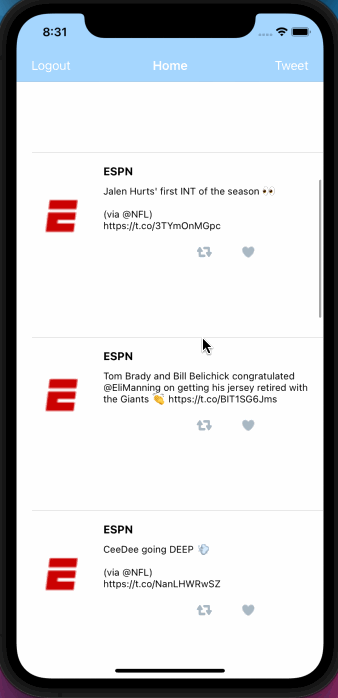 8:31
Logout Home Tweet
ESPN
Jalen Hurts' first INT of the season 👀
(via @NFL)
https://t.co/3TYmOnMGpc
ESPN
Tom Brady and Bill Belichick congratulated
@EliManning on getting his jersey retired with
the Giants 👏 https://t.co/BIT1SG6Jms
ESPN
CeeDee going DEEP 💨
(via @NFL)
https://t.co/NanLHWRwSZ